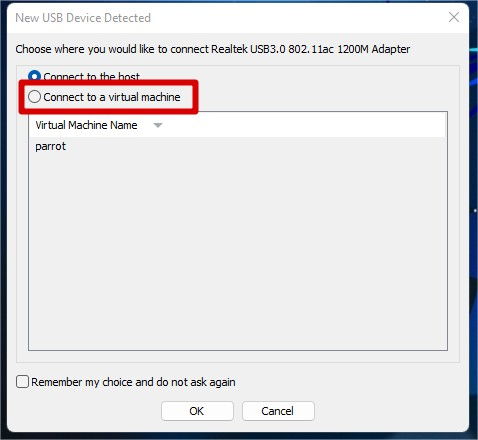 New USB Device Detected
Choose where you would like to connect Realtek USB3.0 802.11ac 1200M Adapter
Connect to the host
Connect to a virtual machine
Virtual Machine Name
parrot
Remember my choice and do not ask again
OK
Cancel